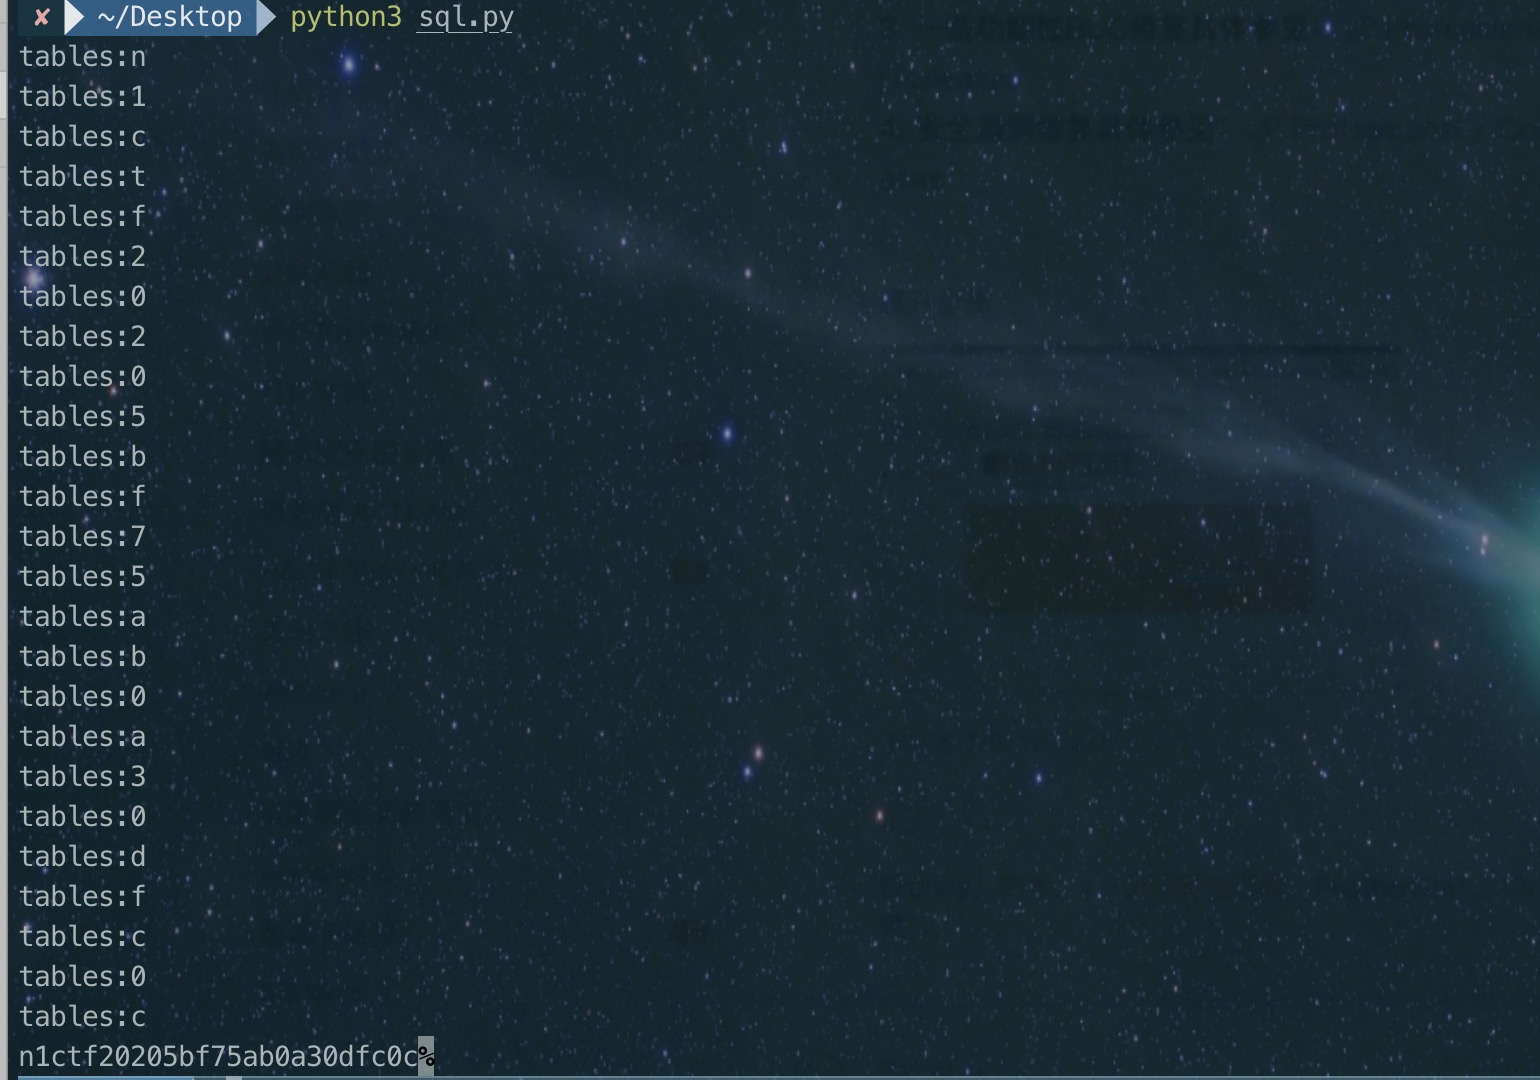 ✘ ~/Desktop python3 sql.py
tables:n
tables:1
tables:c
tables:t
tables:f
tables:2
tables:0
tables:2
tables:0
tables:5
tables:b
tables:f
tables:7
tables:5
tables:a
tables:b
tables:0
tables:a
tables:3
tables:0
tables:d
tables:f
tables:c
tables:0
tables:c
n1ctf20205bf75ab0a30dfc0c%